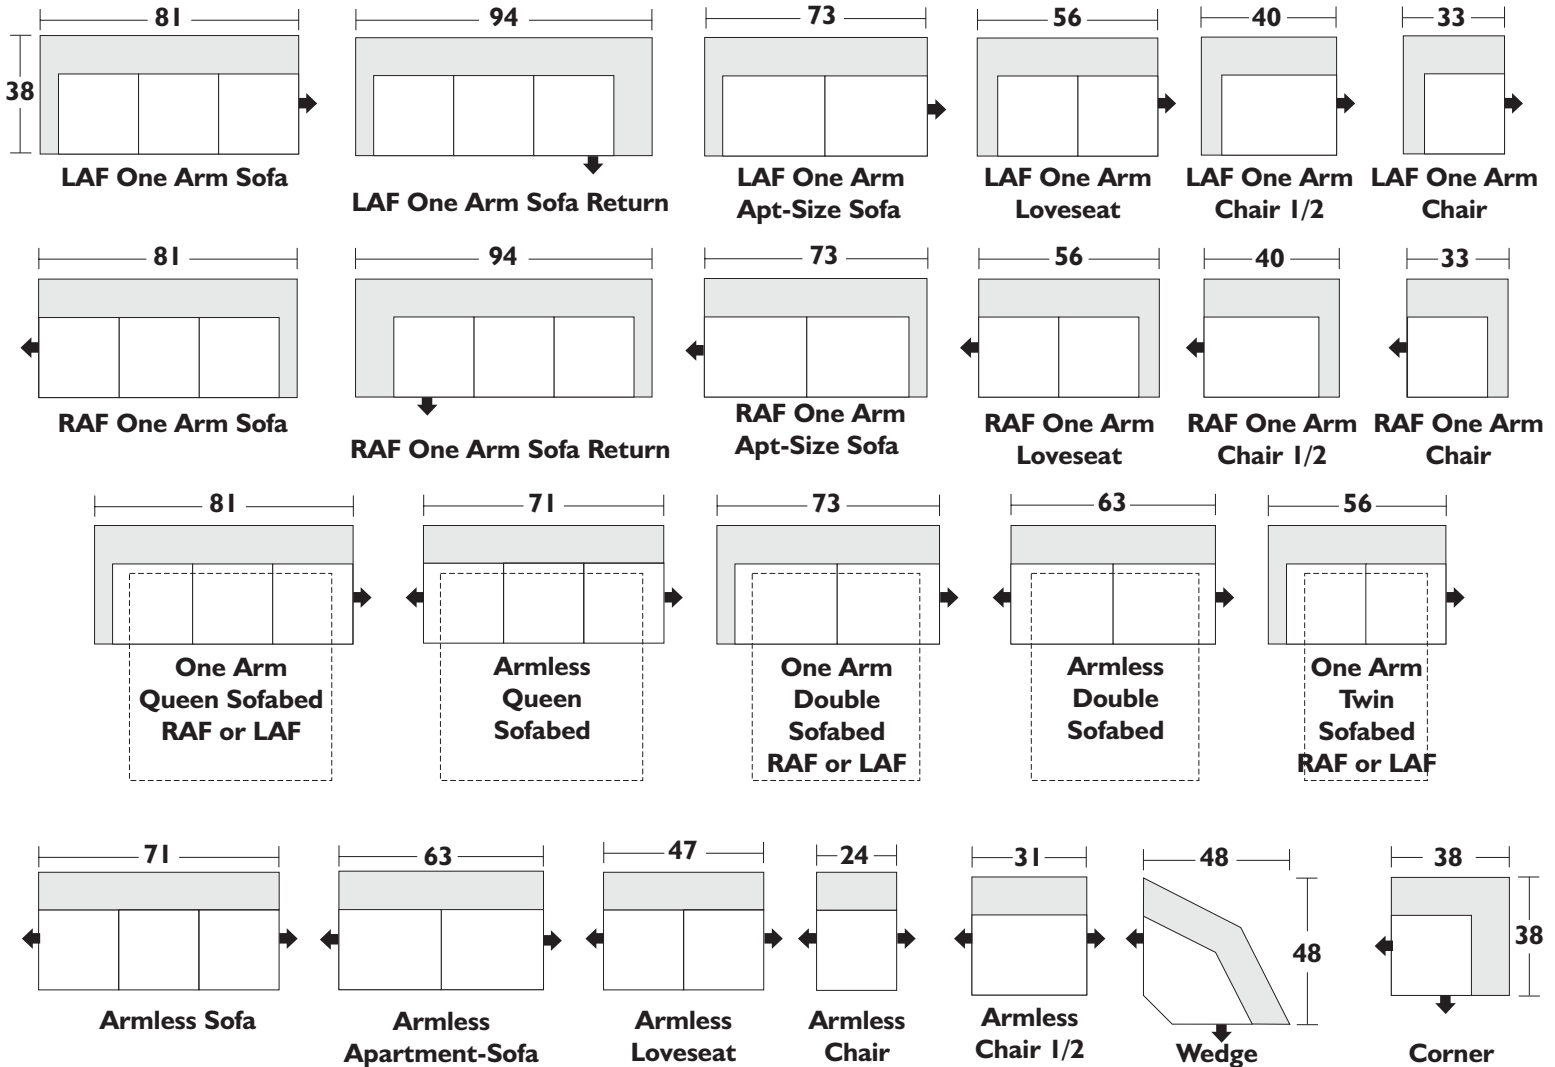 81
94
73
56
40
33
38
LAF One Arm Sofa
LAF One Arm Sofa Return
LAF One Arm
Apt-Size Sofa
LAF One Arm
Loveseat
LAF One Arm
Chair 1/2
LAF One Arm
Chair
81
94
73
56
40
33
RAF One Arm Sofa
RAF One Arm Sofa Return
RAF One Arm
Apt-Size Sofa
RAF One Arm
Loveseat
RAF One Arm
Chair 1/2
RAF One Arm
Chair
81
71
73
63
56
One Arm
Queen Sofabed
RAF or LAF
Armless
Queen
Sofabed
One Arm
Double
Sofabed
RAF or LAF
Armless
Double
Sofabed
One Arm
Twin
Sofabed
RAF or LAF
71
63
47
24
31
48
48
38
38
Armless Sofa
Armless
Apartment-Sofa
Armless
Loveseat
Armless
Chair
Armless
Chair 1/2
Wedge
Corner